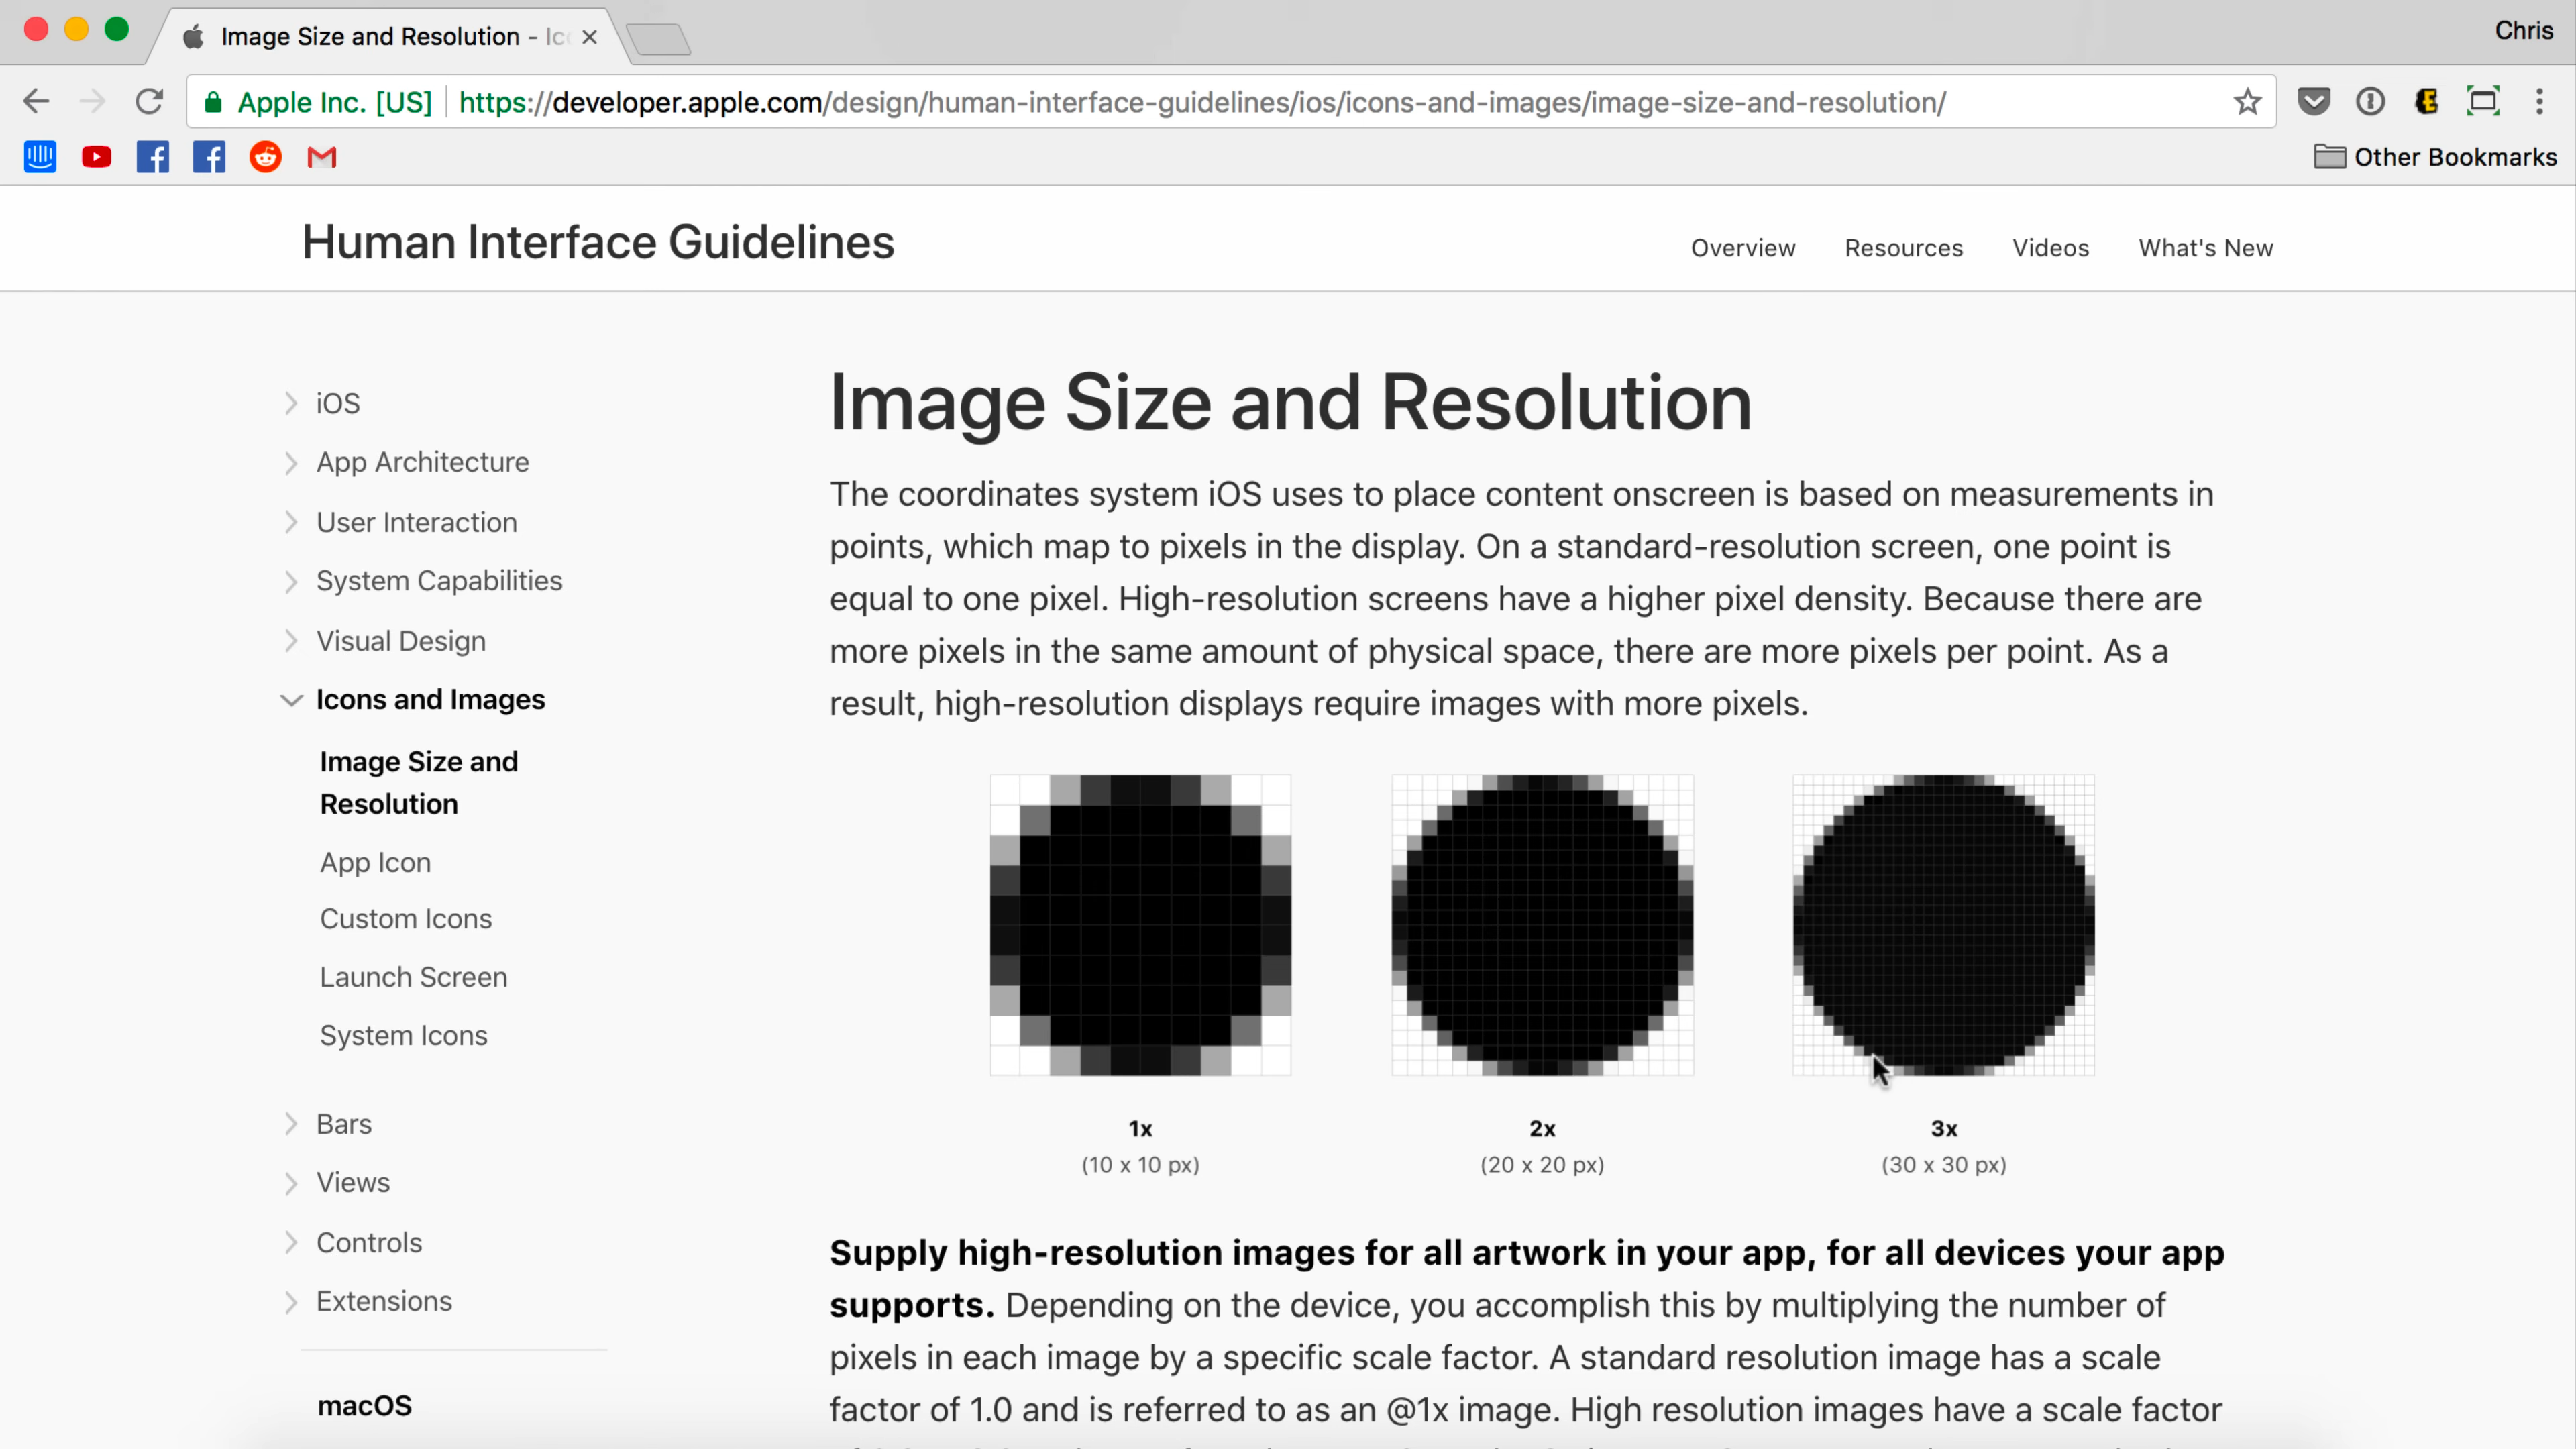 Image Size and Resolution - Ic
Chris
Apple Inc. [US]
https://developer.apple.com/design/human-interface-guidelines/ios/icons-and-images/image-size-and-resolution/
Other Bookmarks
Human Interface Guidelines
Overview
Resources
Videos
What's New
iOS
App Architecture
User Interaction
System Capabilities
Visual Design
Icons and Images
Image Size and
Resolution
App Icon
Custom Icons
Launch Screen
System Icons
Bars
Views
Controls
Extensions
macOS
Image Size and Resolution
The coordinates system iOS uses to place content onscreen is based on measurements in
points, which map to pixels in the display. On a standard-resolution screen, one point is
equal to one pixel. High-resolution screens have a higher pixel density. Because there are
more pixels in the same amount of physical space, there are more pixels per point. As a
result, high-resolution displays require images with more pixels.
1x
(10 x 10 px)
2x
(20 x 20 px)
3x
(30 x 30 px)
Supply high-resolution images for all artwork in your app, for all devices your app
supports. Depending on the device, you accomplish this by multiplying the number of
pixels in each image by a specific scale factor. A standard resolution image has a scale
factor of 1.0 and is referred to as an @1x image. High resolution images have a scale factor